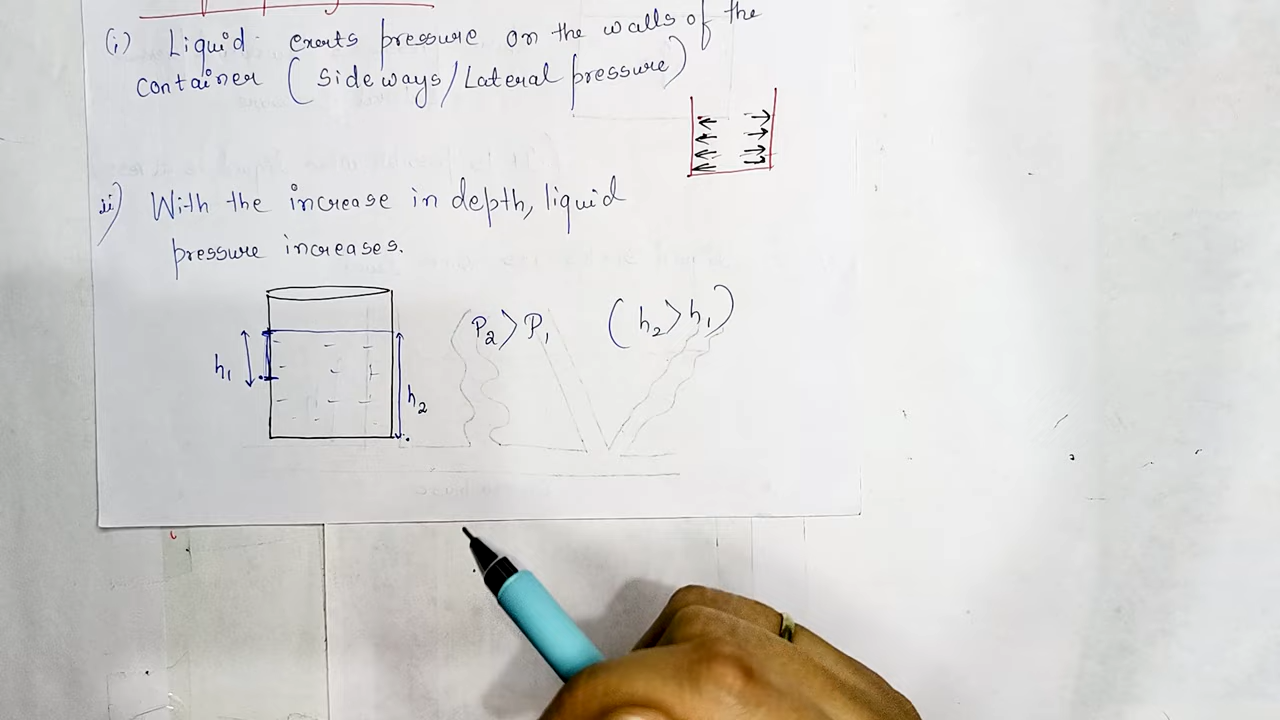 (i) Liquid exerts pressure on the walls of the
container ( Sideways/Lateral pressure)
ii) With the increase in depth, liquid
pressure increases.
P₂ > P₁ ( h₂ > h₁ )
h₁
h₂